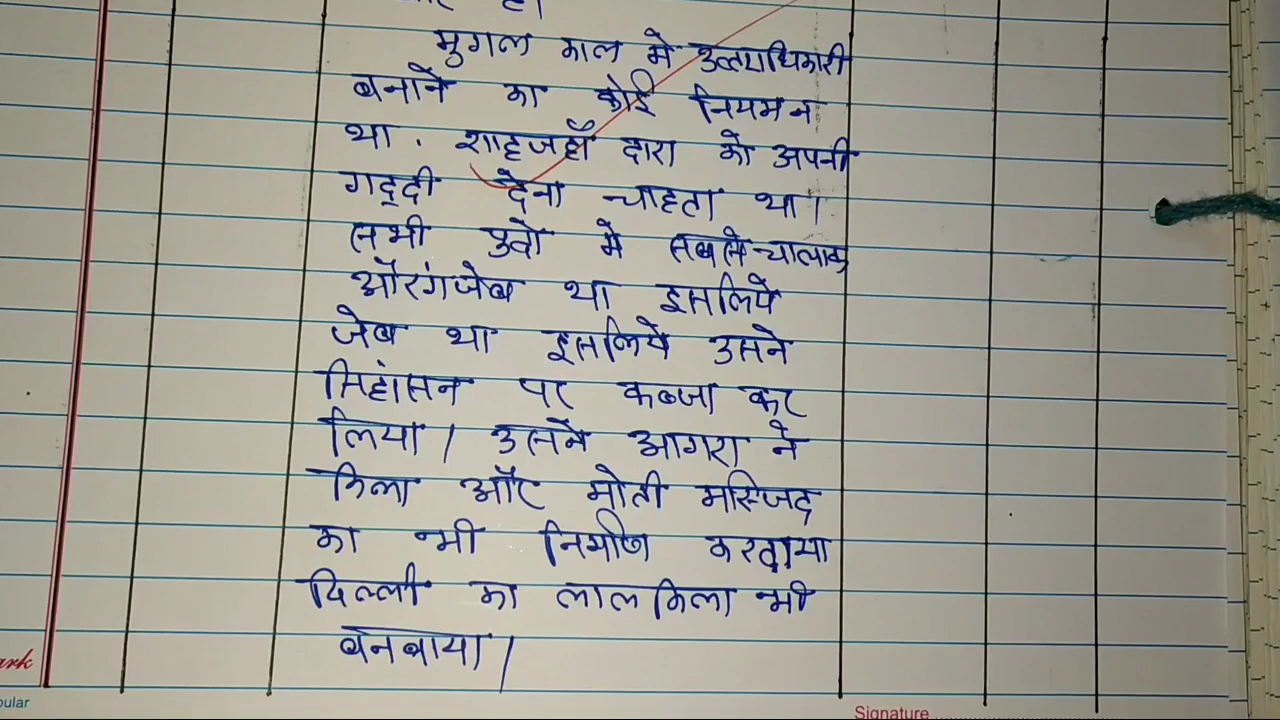 है।
मुगल काल मे उत्तराधिकारी
बनाने का कोई नियम न
था . शाहजहाँ दारा को अपनी
गद्दी देना चाहता था।
सभी पुत्रो मे सबसे चालाक
औरंगजेब था इसलिये
जेब था इसलिये उसने
सिहांसन पर कब्जा कर
लिया। उसने आगरा ने
किला और मोती मस्जिद
का भी निर्माण करवाया
दिल्ली का लाल किला भी
बनवाया।
Signature